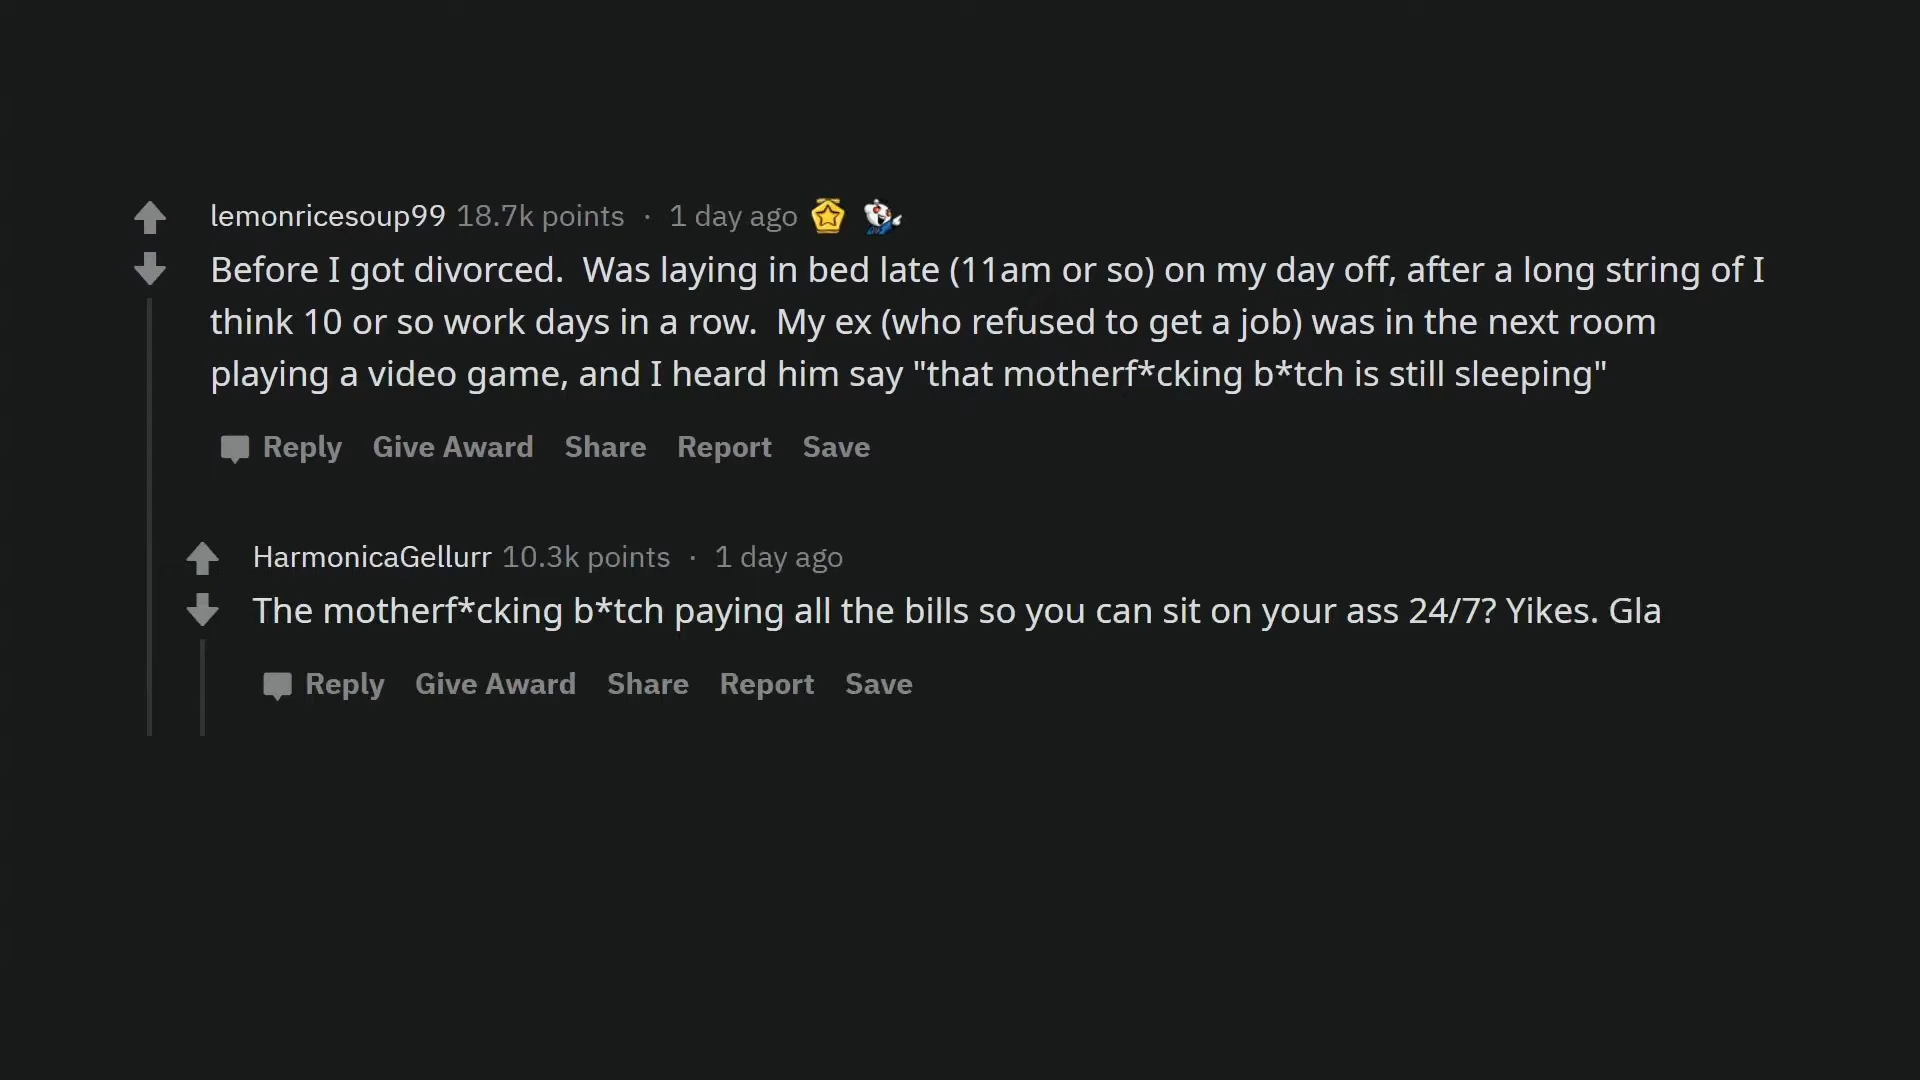 lemonricesoup99 18.7k points · 1 day ago
Before I got divorced.  Was laying in bed late (11am or so) on my day off, after a long string of I
think 10 or so work days in a row.  My ex (who refused to get a job) was in the next room
playing a video game, and I heard him say "that motherf*cking b*tch is still sleeping"
Reply Give Award Share Report Save
HarmonicaGellurr 10.3k points · 1 day ago
The motherf*cking b*tch paying all the bills so you can sit on your ass 24/7? Yikes. Gla
Reply Give Award Share Report Save